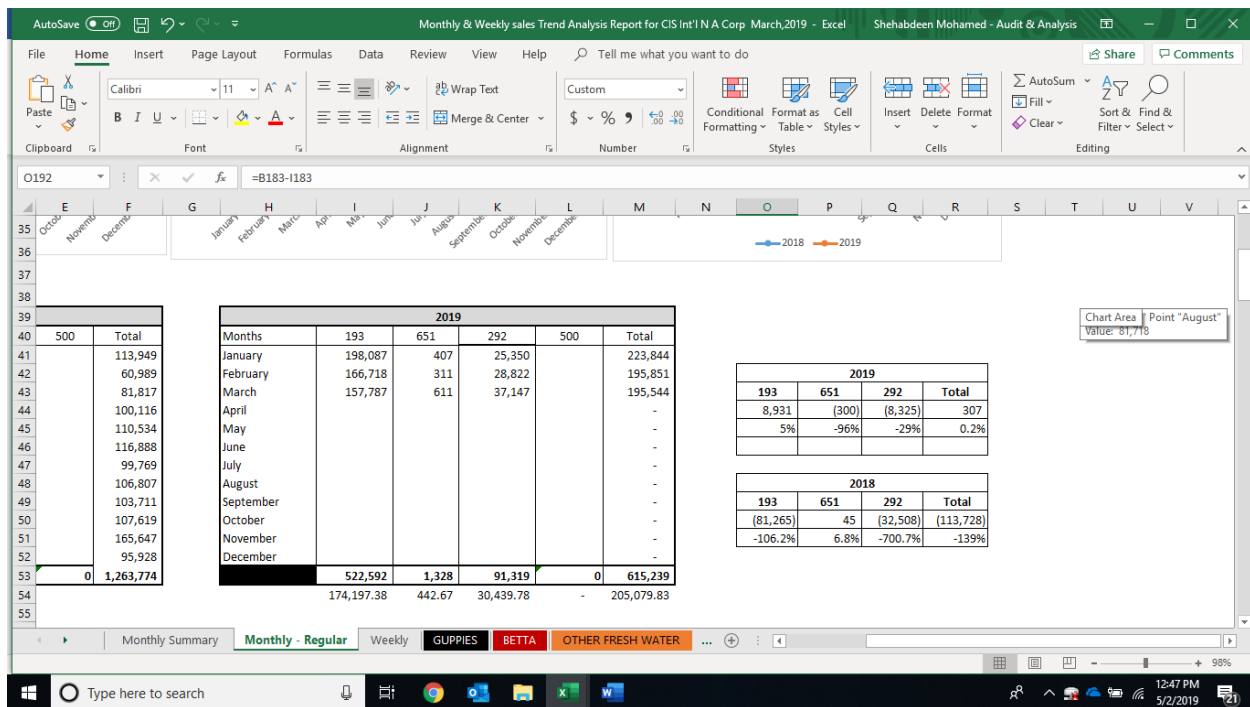 AutoSave Off Monthly & Weekly sales Trend Analysis Report for CIS Int'l N A Corp March,2019 - Excel Shehabdeen Mohamed - Audit & Analysis
File Home Insert Page Layout Formulas Data Review View Help Tell me what you want to do Share Comments
Calibri 11 Wrap Text Custom AutoSum
Paste Conditional Format as Cell Insert Delete Format Fill Sort & Find &
B I U Merge & Center $ % Formatting Table Styles Clear Filter Select
Clipboard Font Alignment Number Styles Cells Editing
O192 fx =B183-I183
E F G H I J K L M N O P Q R S T U V
35 January February
36 2018 2019
37
38
39 2019
40 500 Total Months 193 651 292 500 Total Chart Area Point "August"
Value: 81,718
41 113,949 January 198,087 407 25,350 223,844
42 60,989 February 166,718 311 28,822 195,851 2019
43 81,817 March 157,787 611 37,147 195,544 193 651 292 Total
44 100,116 April - 8,931 (300) (8,325) 307
45 110,534 May - 5% -96% -29% 0.2%
46 116,888 June -
47 99,769 July -
48 106,807 August - 2018
49 103,711 September - 193 651 292 Total
50 107,619 October - (81,265) 45 (32,508) (113,728)
51 165,647 November - -106.2% 6.8% -700.7% -139%
52 95,928 December -
53 0 1,263,774 522,592 1,328 91,319 0 615,239
54 174,197.38 442.67 30,439.78 - 205,079.83
55
Monthly Summary Monthly - Regular Weekly GUPPIES BETTA OTHER FRESH WATER ...
98%
Type here to search 12:47 PM
5/2/2019 21